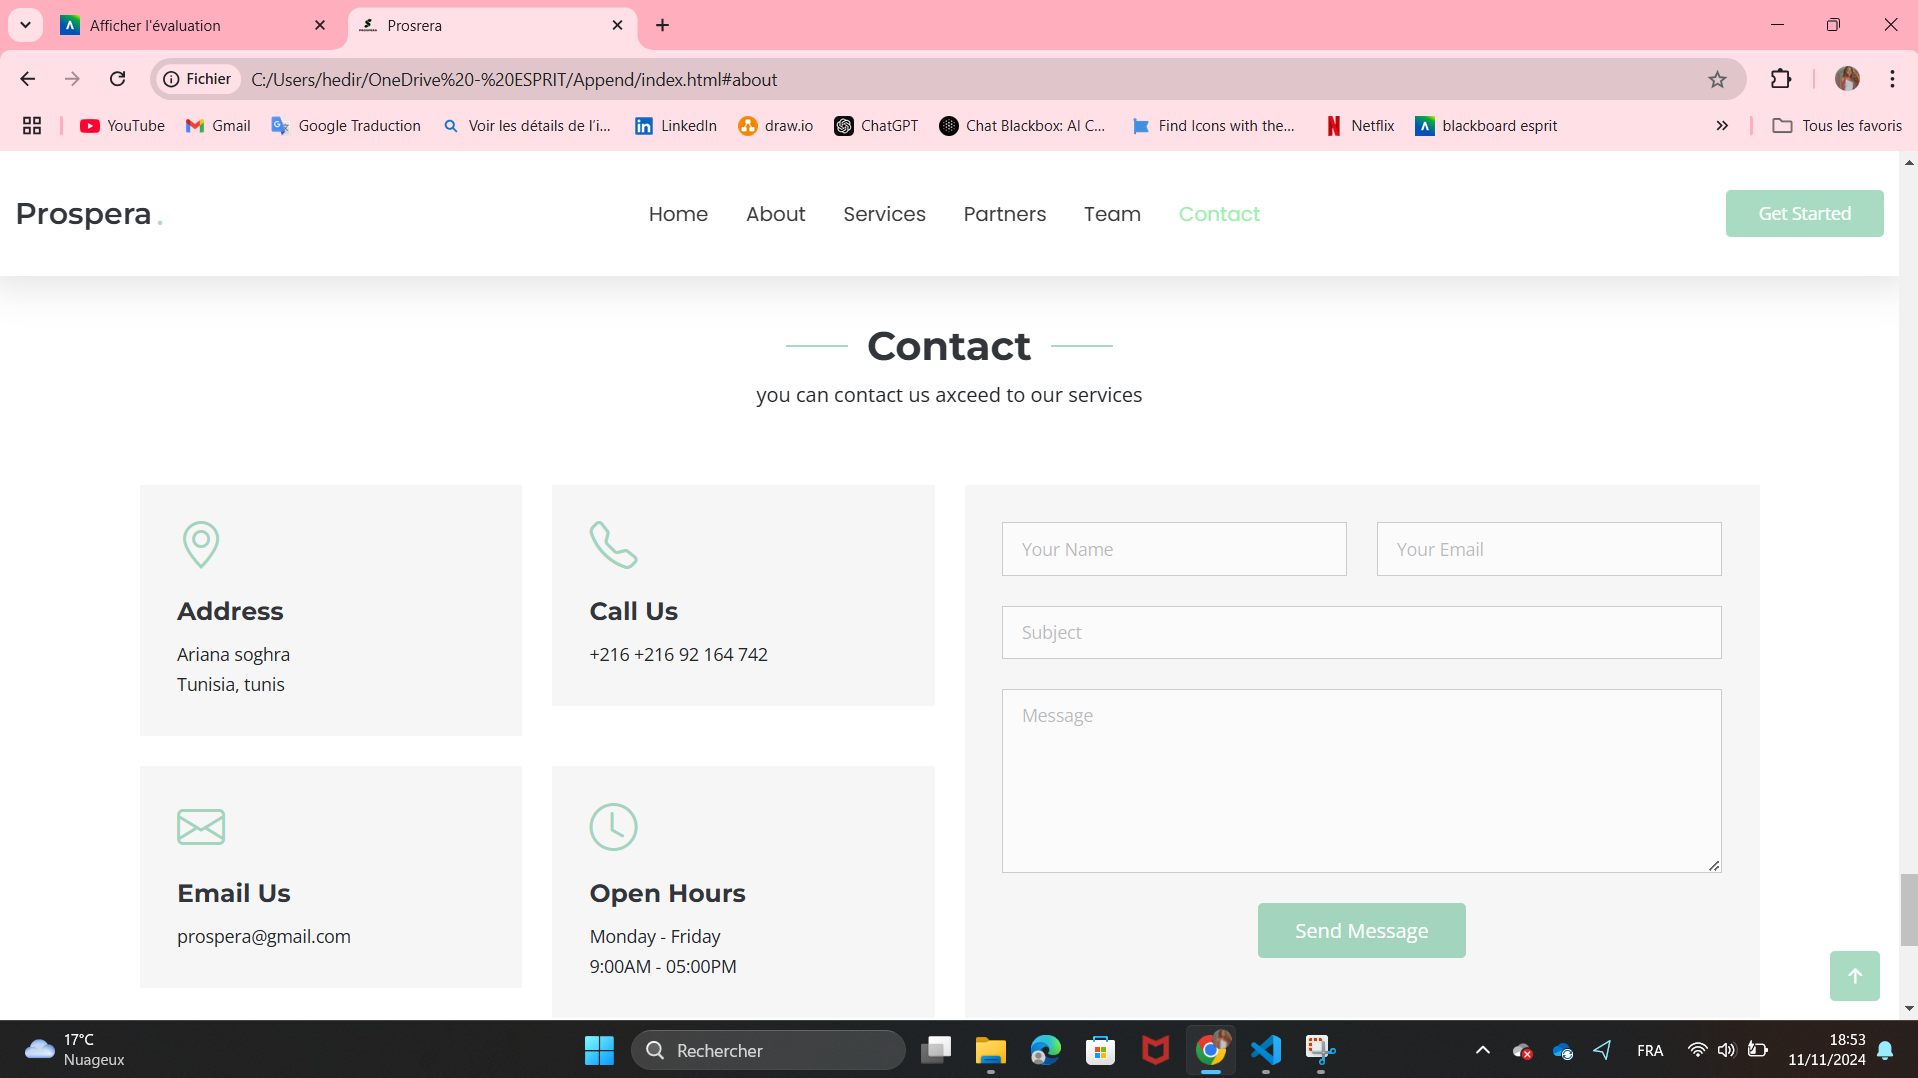 Afficher l'évaluation
Prosrera
Fichier
C:/Users/hedir/OneDrive%20-%20ESPRIT/Append/index.html#about
YouTube
Gmail
Google Traduction
Voir les détails de l'i...
LinkedIn
draw.io
ChatGPT
Chat Blackbox: AI C...
Find Icons with the...
Netflix
blackboard esprit
Tous les favoris
Prospera.
Home
About
Services
Partners
Team
Contact
Get Started
Contact
you can contact us axceed to our services
Address
Ariana soghra
Tunisia, tunis
Call Us
+216 +216 92 164 742
Email Us
prospera@gmail.com
Open Hours
Monday - Friday
9:00AM - 05:00PM
Your Name
Your Email
Subject
Message
Send Message
17°C
Nuageux
Rechercher
FRA
18:53
11/11/2024